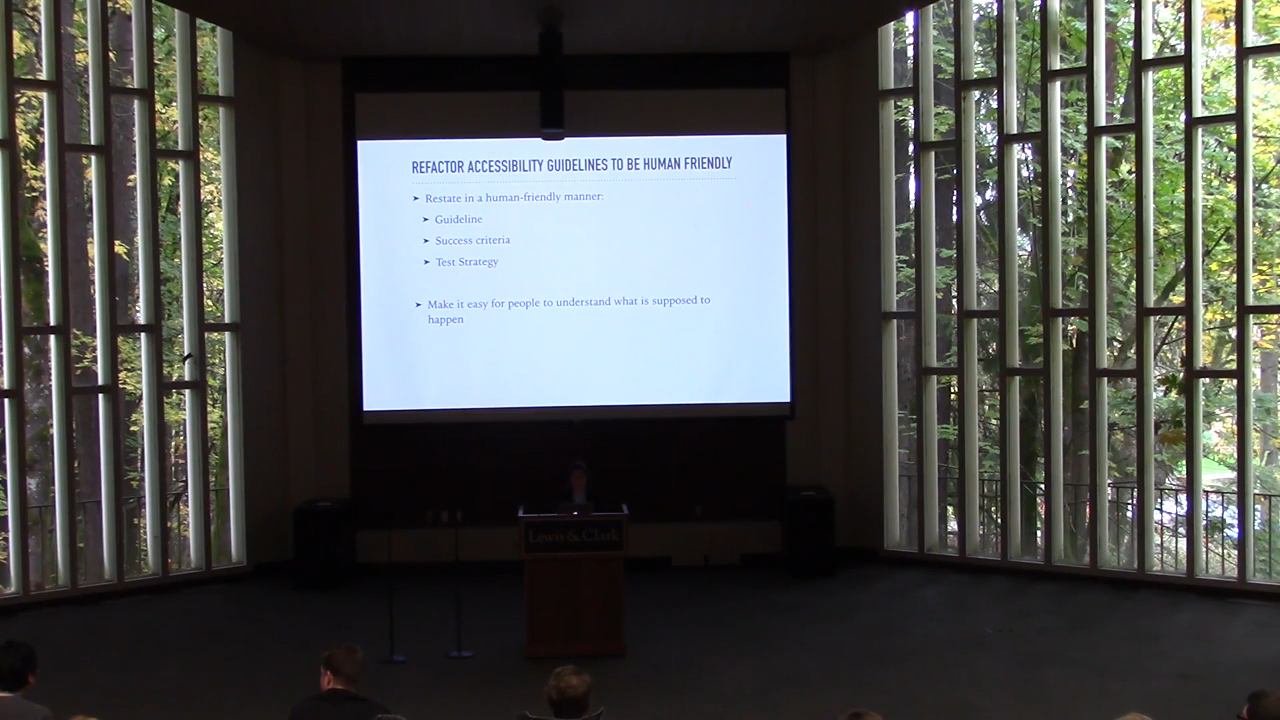 REFACTOR ACCESSIBILITY GUIDELINES TO BE HUMAN FRIENDLY
➤ Restate in a human-friendly manner:
➤ Guideline
➤ Success criteria
➤ Test Strategy
➤ Make it easy for people to understand what is supposed to
happen
Lewis & Clark